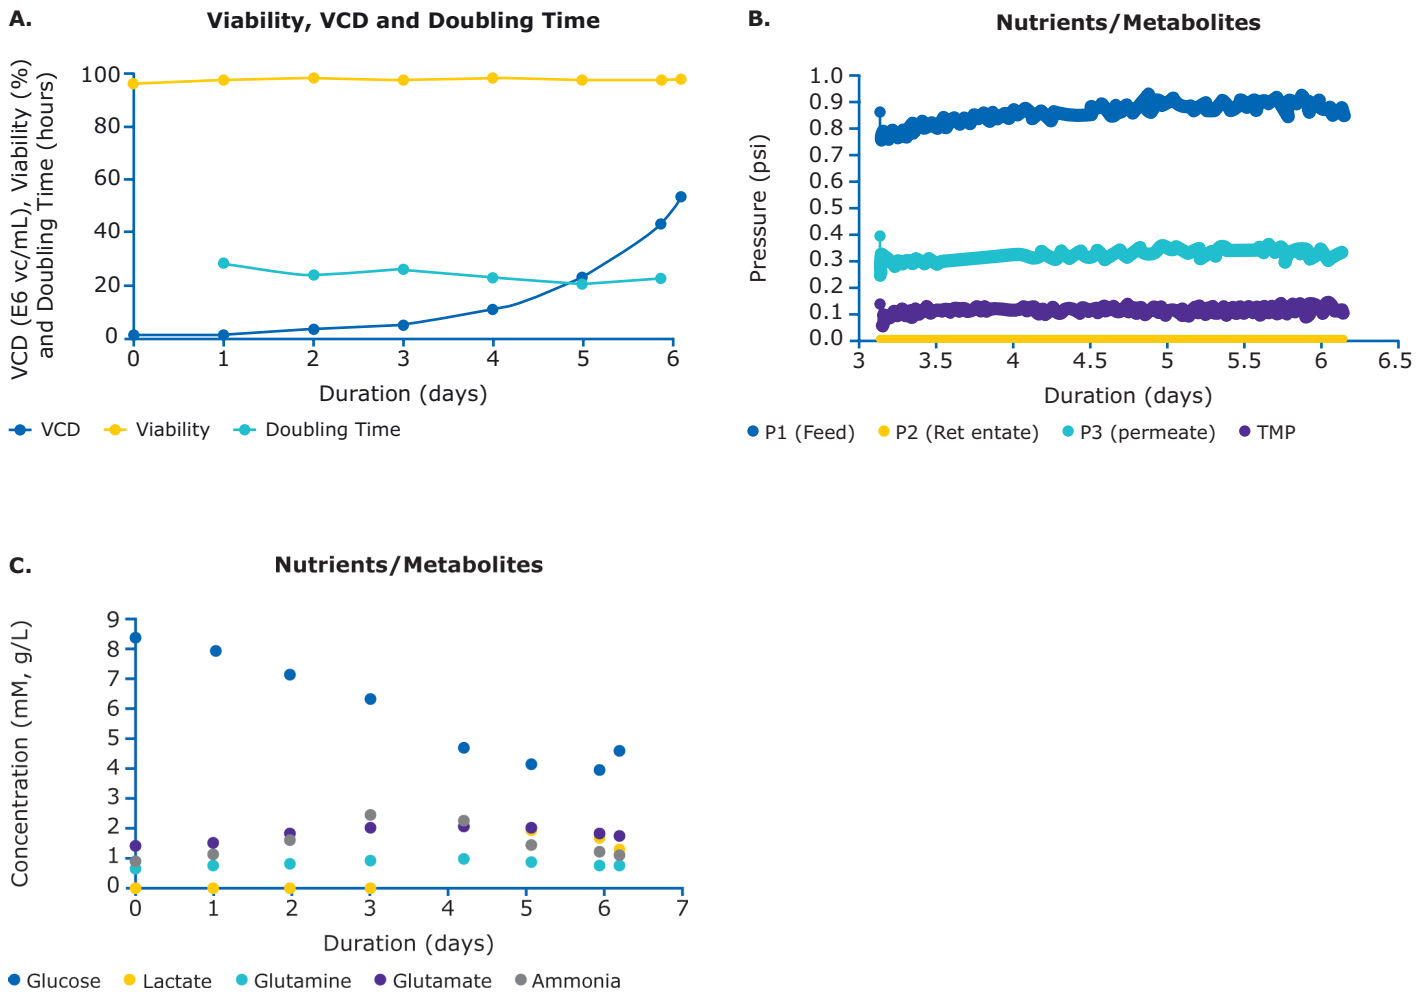 A.
Viability, VCD and Doubling Time
VCD (E6 vc/mL), Viability (%)
and Doubling Time (hours)
100
80
60
40
20
0
0 1 2 3 4 5 6
Duration (days)
VCD Viability Doubling Time
B.
Nutrients/Metabolites
Pressure (psi)
1.0
0.9
0.8
0.7
0.6
0.5
0.4
0.3
0.2
0.1
0.0
3 3.5 4 4.5 5 5.5 6 6.5
Duration (days)
P1 (Feed) P2 (Ret entate) P3 (permeate) TMP
C.
Nutrients/Metabolites
Concentration (mM, g/L)
9
8
7
6
5
4
3
2
1
0
0 1 2 3 4 5 6 7
Duration (days)
Glucose Lactate Glutamine Glutamate Ammonia